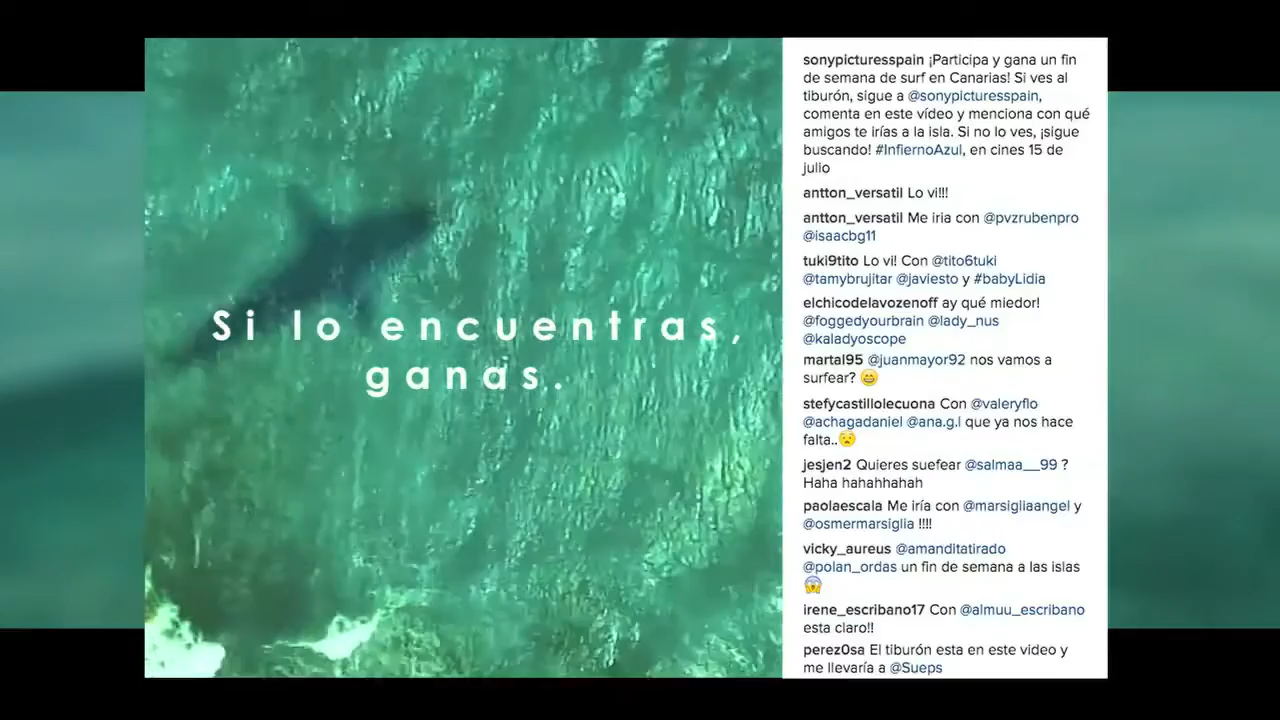 Si lo encuentras,
ganas.
sonypicturesspain ¡Participa y gana un fin
de semana de surf en Canarias! Si ves al
tiburón, sigue a @sonypicturesspain,
comenta en este vídeo y menciona con qué
amigos te irías a la isla. Si no lo ves, ¡sigue
buscando! #InfiernoAzul, en cines 15 de
julio
antton_versatil Lo vi!!!
antton_versatil Me iria con @pvzrubenpro
@isaacbg11
tuki9tito Lo vi! Con @tito6tuki
@tamybrujitar @javiesto y #babyLidia
elchicodelavozenoff ay qué miedor!
@foggedyourbrain @lady_nus
@kaladyoscope
martal95 @juanmayor92 nos vamos a
surfear? 😄
stefycastillolecuona Con @valeryflo
@achagadaniel @ana.g.l que ya nos hace
falta..😟
jesjen2 Quieres suefear @salmaa__99 ?
Haha hahahhahah
paolaescala Me iría con @marsigliaangel y
@osmermarsiglia !!!!
vicky_aureus @amanditatirado
@polan_ordas un fin de semana a las islas
😱
irene_escribano17 Con @almuu_escribano
esta claro!!
perez0sa El tiburón esta en este video y
me llevaría a @Sueps